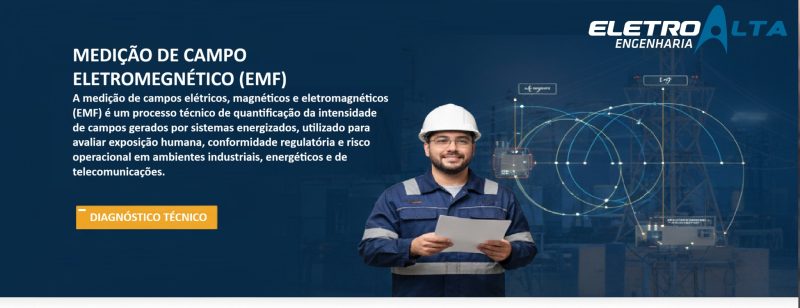 ELETROALTA
ENGENHARIA
MEDIÇÃO DE CAMPO
ELETROMEGNÉTICO (EMF)
A medição de campos elétricos, magnéticos e eletromagnéticos
(EMF) é um processo técnico de quantificação da intensidade
de campos gerados por sistemas energizados, utilizado para
avaliar exposição humana, conformidade regulatória e risco
operacional em ambientes industriais, energéticos e de
telecomunicações.
DIAGNÓSTICO TÉCNICO